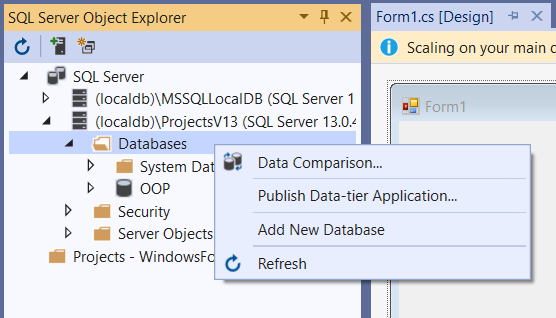 SQL Server Object Explorer
Form1.cs [Design]
Scaling on your main
SQL Server
(localdb)\MSSQLLocalDB (SQL Server 1
(localdb)\ProjectsV13 (SQL Server 13.0.4
Form1
Databases
System Dat
Data Comparison...
OOP
Publish Data-tier Application...
Security
Add New Database
Server Objects
Projects - WindowsFo
Refresh